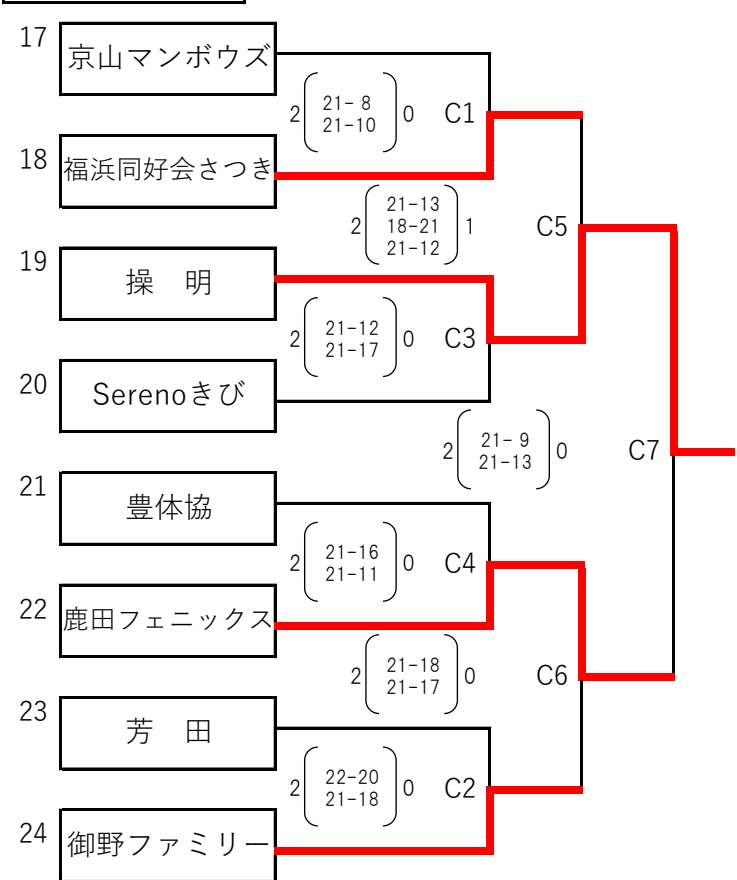 17
京山マンボウズ
2 21- 8 0 C1
21-10
18
福浜同好会さつき
21-13
2 18-21 1 C5
21-12
19
操　明
2 21-12 0 C3
21-17
20
Serenoきび
2 21- 9 0 C7
21-13
21
豊体協
2 21-16 0 C4
21-11
22
鹿田フェニックス
2 21-18 0 C6
21-17
23
芳　田
2 22-20 0 C2
21-18
24
御野ファミリー